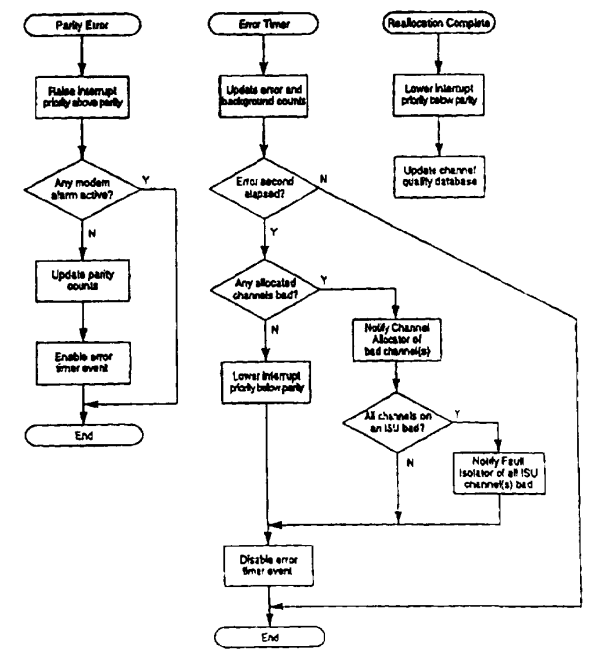 Parity Error
Raise interrupt
priority above parity
Any modem
alarm active?
Y
N
Update parity
counts
Enable error
timer event
End
Error Timer
Update error and
background counts
Error second
elapsed?
N
Y
Any allocated
channels bad?
Y
N
Lower interrupt
priority below parity
Notify Channel
Allocator of
bad channel(s)
All channels on
an ISU bad?
Y
N
Notify Fault
Isolator of all ISU
channel(s) bad
Disable error
timer event
End
Reallocation Complete
Lower interrupt
priority below parity
Update channel
quality database